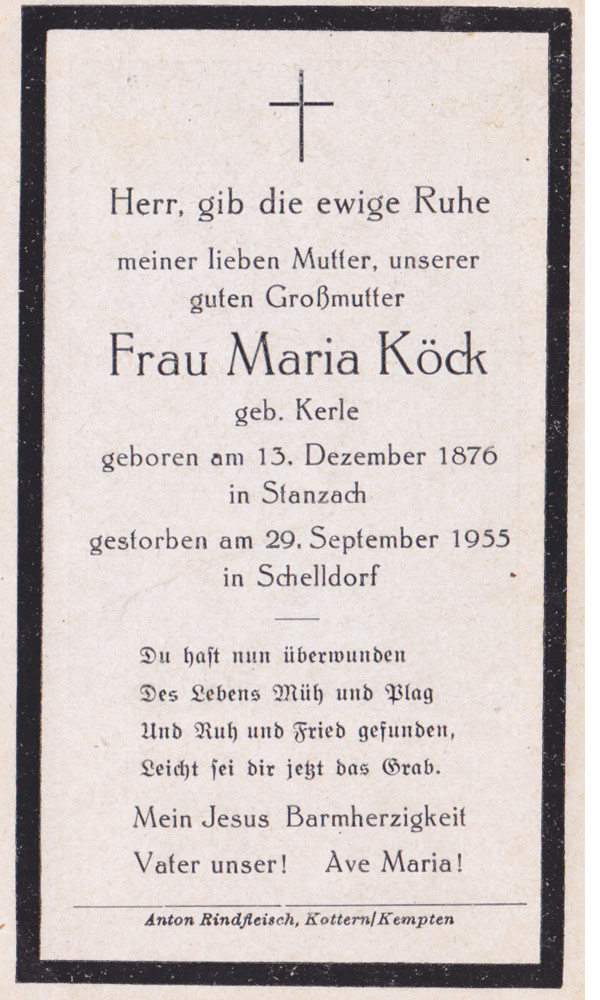 Herr, gib die ewige Ruhe
meiner lieben Mutter, unserer
guten Großmutter
Frau Maria Köck
geb. Kerle
geboren am 13. Dezember 1876
in Stanzach
gestorben am 29. September 1955
in Schelldorf
Du hast nun überwunden
Des Lebens Müh und Plag
Und Ruh und Fried gefunden,
Leicht sei dir jetzt das Grab.
Mein Jesus Barmherzigkeit
Vater unser! Ave Maria!
Anton Rindfleisch, Kottern/Kempten